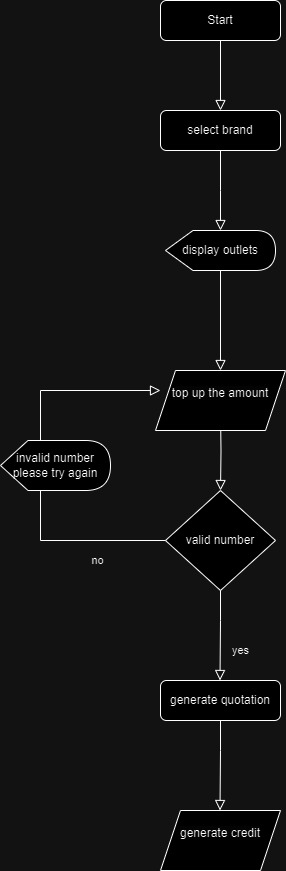 Start
select brand
display outlets
top up the amount
invalid number
please try again
valid number
no
yes
generate quotation
generate credit